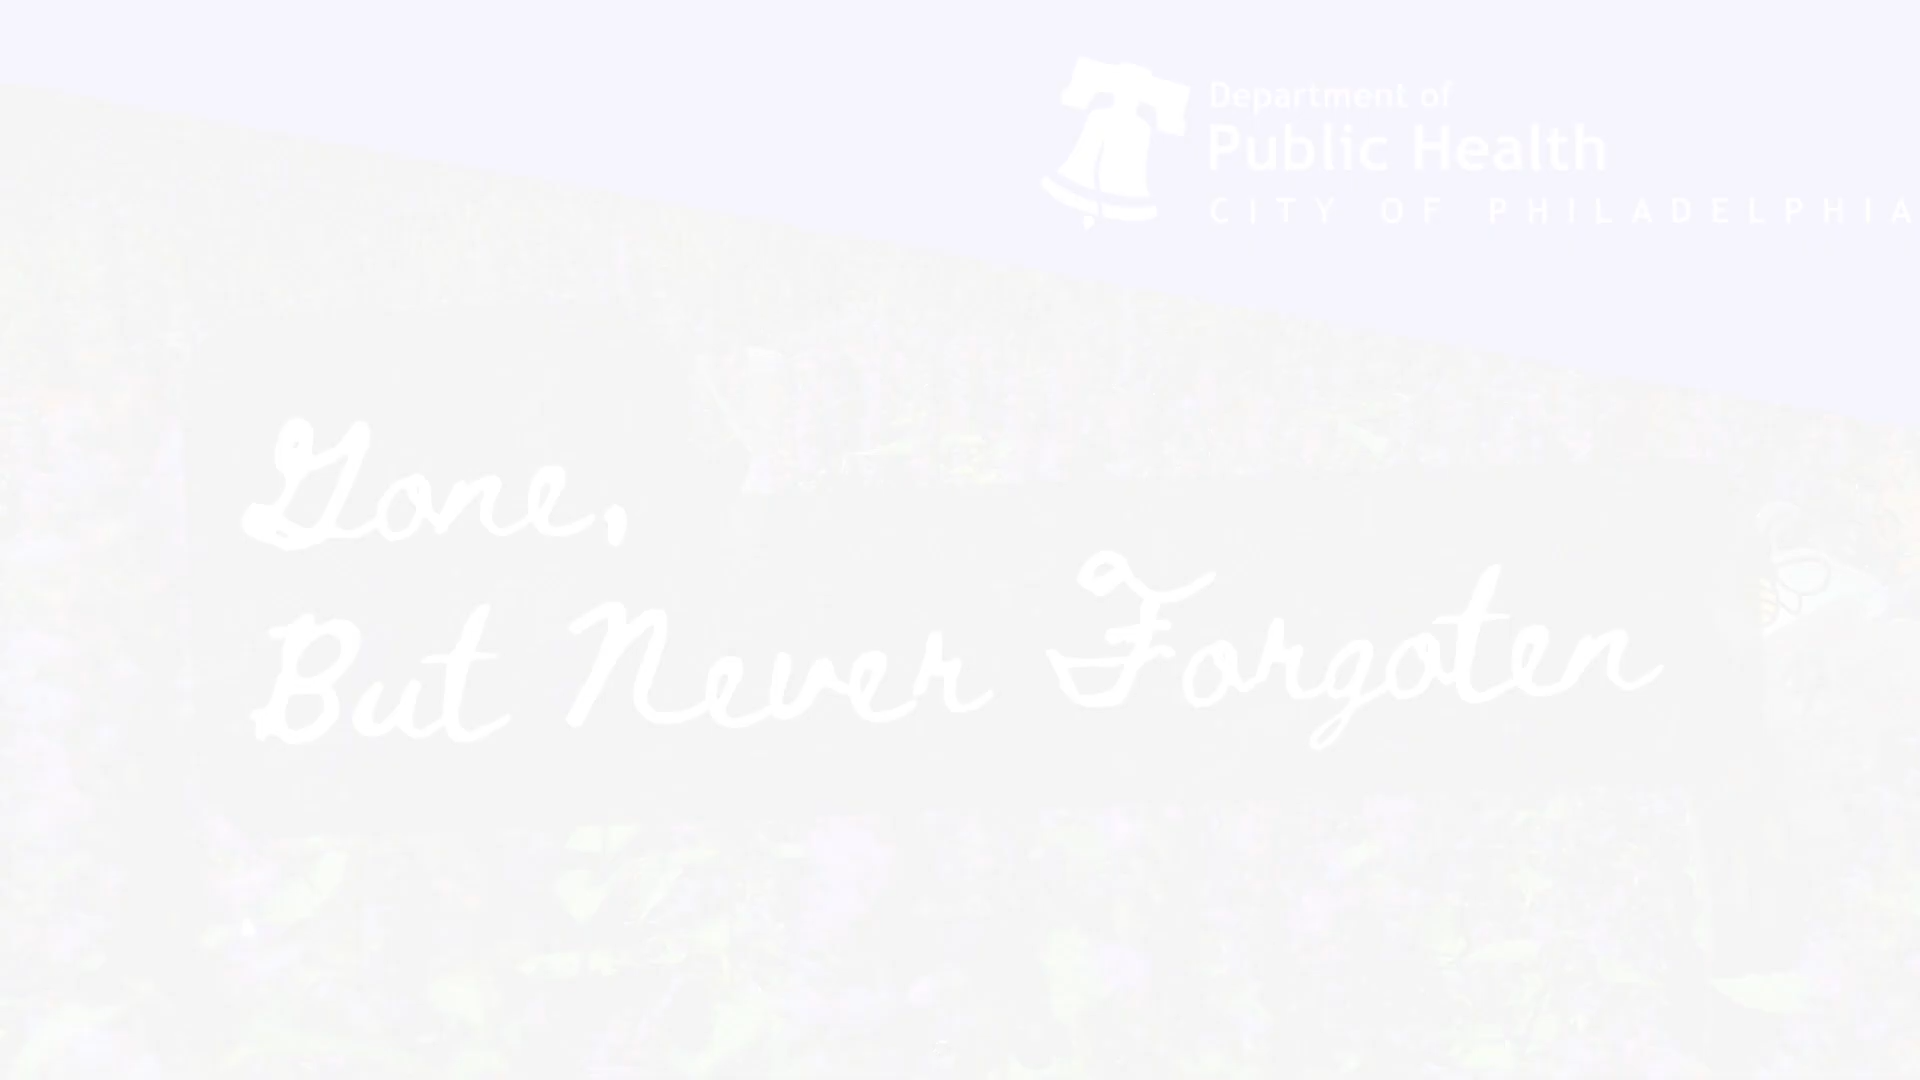 Department of
Public Health
CITY OF PHILADELPHIA
Gone,
But Never Forgoten